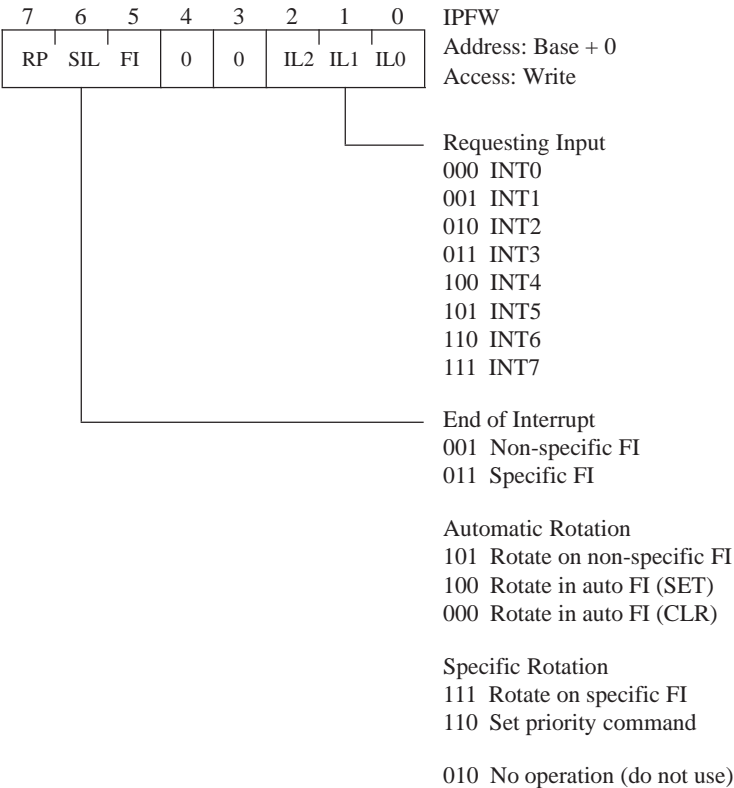 7 6 5 4 3 2 1 0 IPFW
RP SIL FI 0 0 IL2 IL1 IL0
Address: Base + 0
Access: Write
Requesting Input
000 INT0
001 INT1
010 INT2
011 INT3
100 INT4
101 INT5
110 INT6
111 INT7
End of Interrupt
001 Non-specific FI
011 Specific FI
Automatic Rotation
101 Rotate on non-specific FI
100 Rotate in auto FI (SET)
000 Rotate in auto FI (CLR)
Specific Rotation
111 Rotate on specific FI
110 Set priority command
010 No operation (do not use)